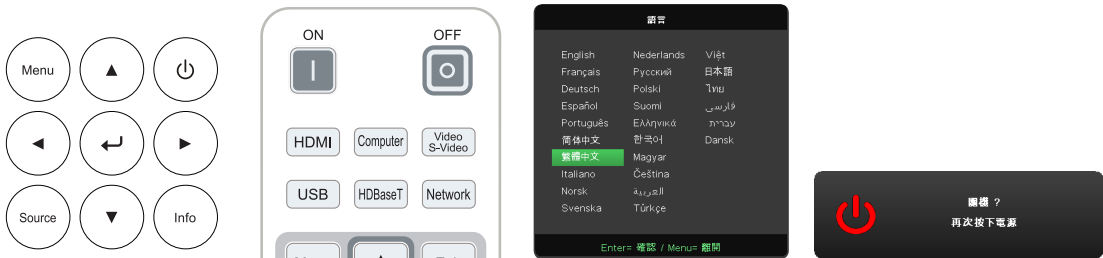 Menu
Source
Info
ON
OFF
HDMI
Computer
Video
S-Video
USB
HDBaseT
Network
語言
English
Français
Deutsch
Español
Português
简体中文
繁體中文
Italiano
Norsk
Svenska
Nederlands
Русский
Polski
Suomi
Ελληνικά
한국어
Magyar
Čeština
العربية
Türkçe
Việt
日本語
ไทย
فارسی
עברית
Dansk
Enter= 確認 / Menu= 離開
關機 ?
再次按下電源